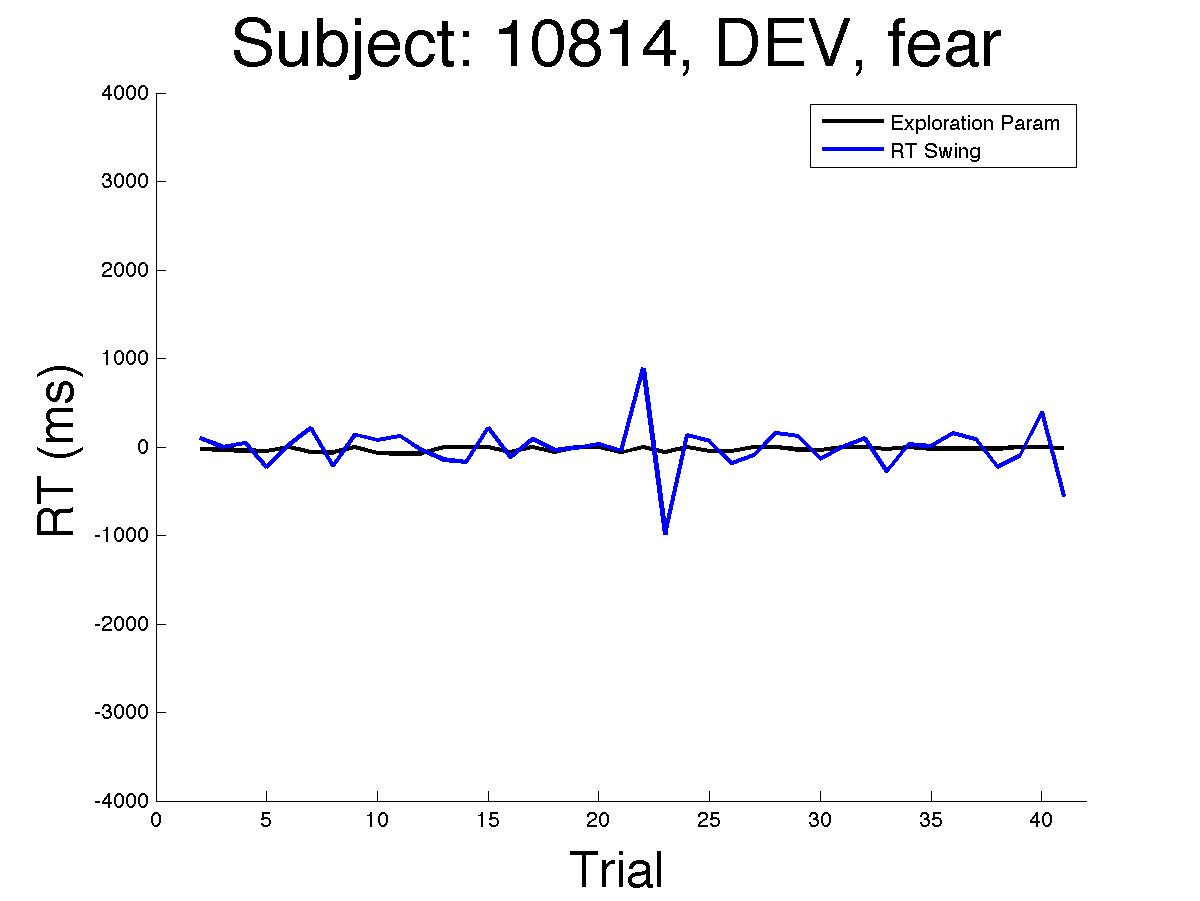 Subject: 10814, DEV, fear
4000
3000
2000
1000
0
-1000
-2000
-3000
-4000
RT (ms)
Exploration Param
RT Swing
0 5 10 15 20 25 30 35 40
Trial